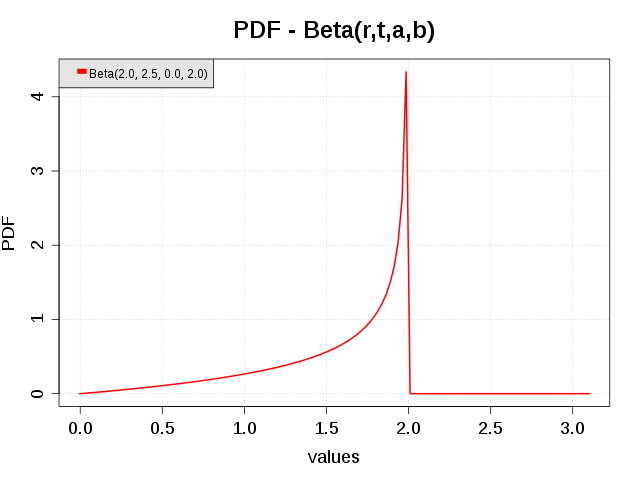 PDF - Beta(r,t,a,b)
Beta(2.0, 2.5, 0.0, 2.0)
PDF
4
3
2
1
0
0.0 0.5 1.0 1.5 2.0 2.5 3.0
values